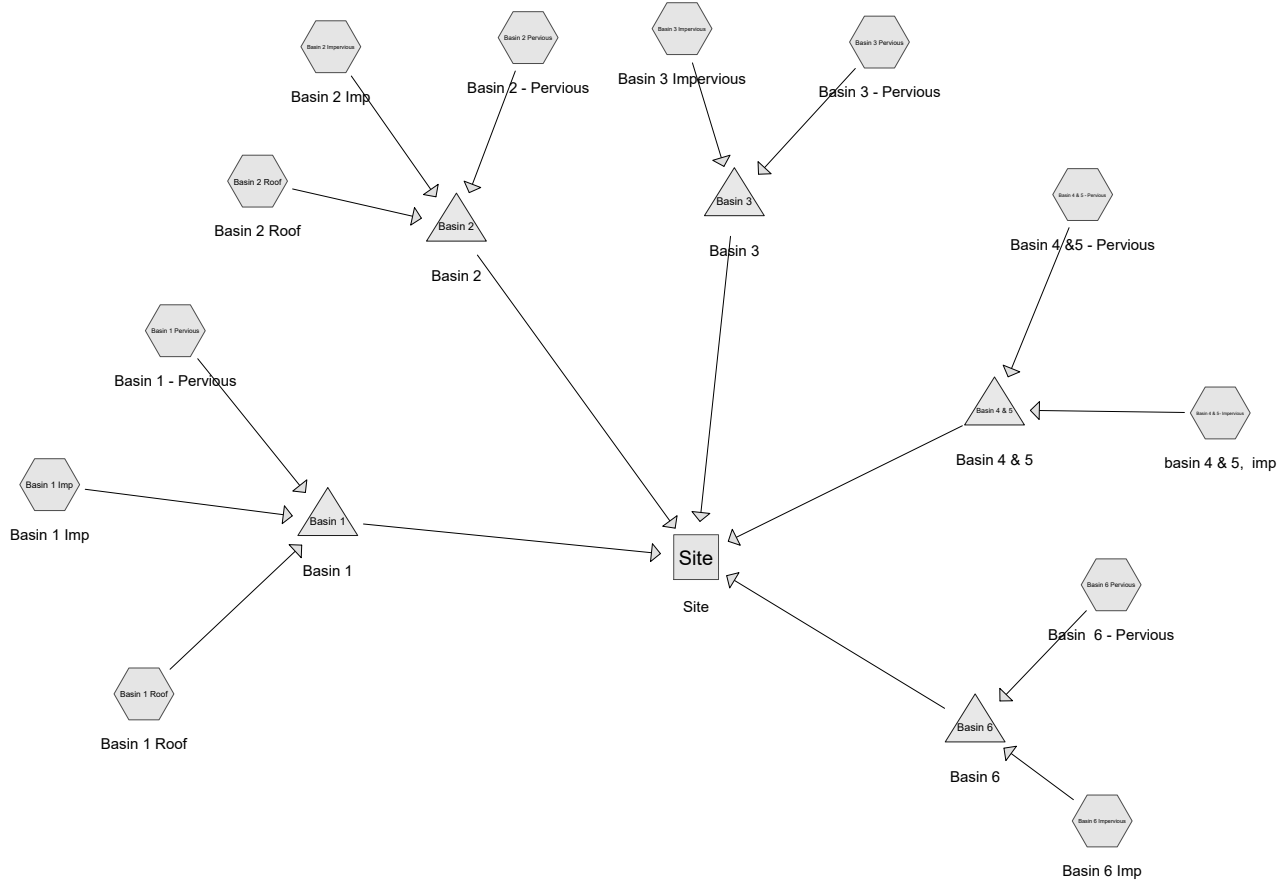 Basin 2 Impervious
Basin 2 Imp
Basin 2 Pervious
Basin 2 - Pervious
Basin 3 Impervious
Basin 3 Impervious
Basin 3 Pervious
Basin 3 - Pervious
Basin 2 Roof
Basin 2 Roof
Basin 2
Basin 2
Basin 3
Basin 3
Basin 4 & 5 - Pervious
Basin 4 &5 - Pervious
Basin 1 Pervious
Basin 1 - Pervious
Basin 4 & 5
Basin 4 & 5
Basin 4 & 5- Impervious
basin 4 & 5,  imp
Basin 1 Imp
Basin 1 Imp
Basin 1
Basin 1
Site
Site
Basin 6 Pervious
Basin  6 - Pervious
Basin 1 Roof
Basin 1 Roof
Basin 6
Basin 6
Basin 6 Impervious
Basin 6 Imp